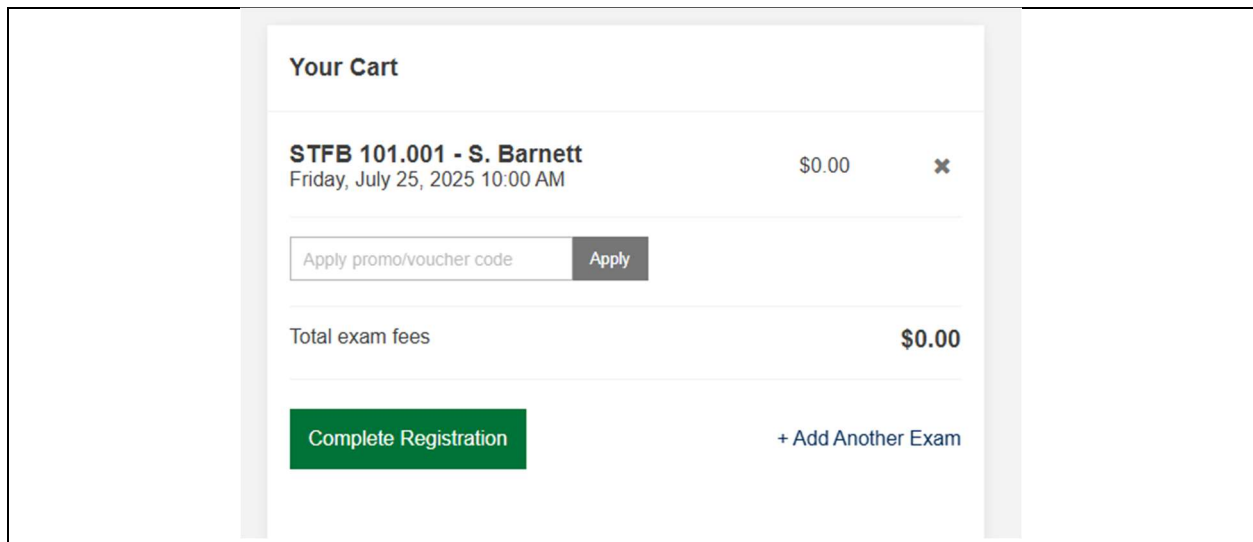 Your Cart
STFB 101.001 - S. Barnett
Friday, July 25, 2025 10:00 AM
$0.00
Apply promo/voucher code
Apply
Total exam fees
$0.00
Complete Registration
+ Add Another Exam